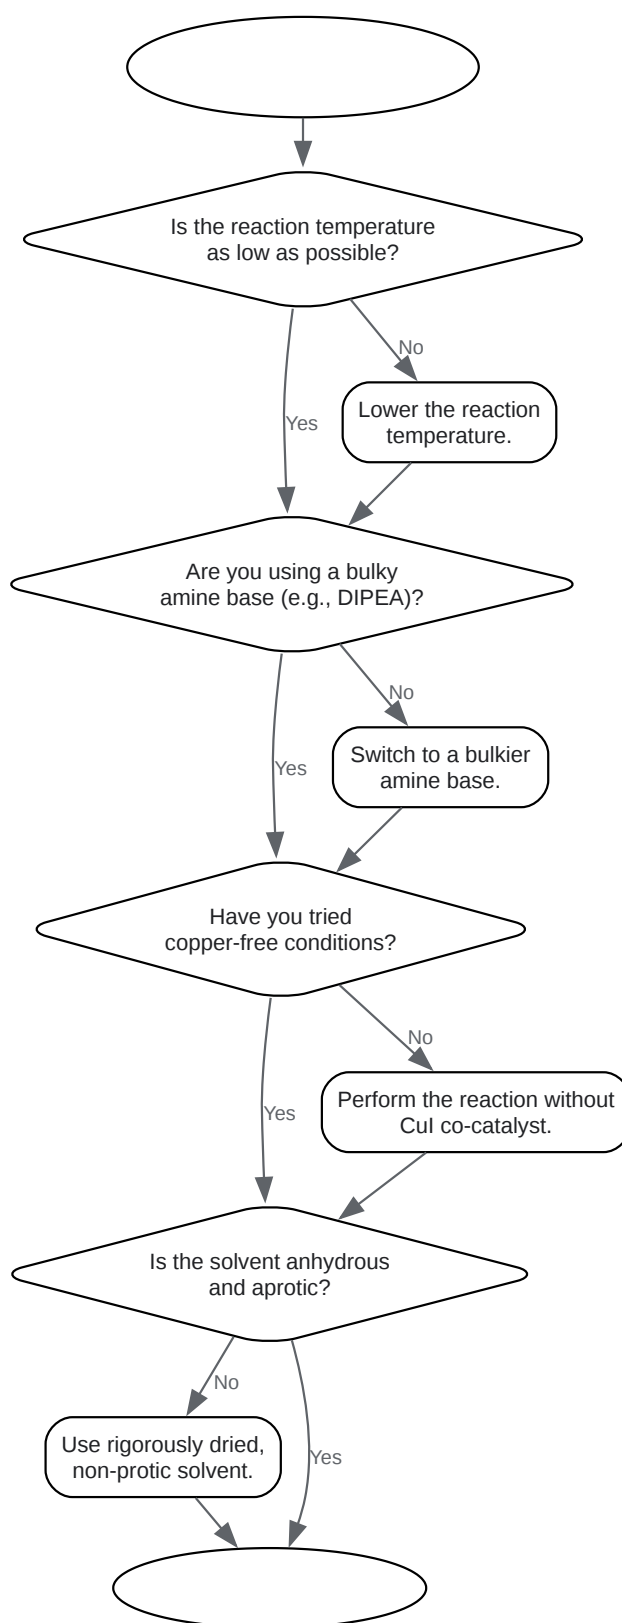 Is the reaction temperature
as low as possible?
No
Yes
Lower the reaction
temperature.
Are you using a bulky
amine base (e.g., DIPEA)?
No
Yes
Switch to a bulkier
amine base.
Have you tried
copper-free conditions?
No
Yes
Perform the reaction without
CuI co-catalyst.
Is the solvent anhydrous
and aprotic?
No
Yes
Use rigorously dried,
non-protic solvent.